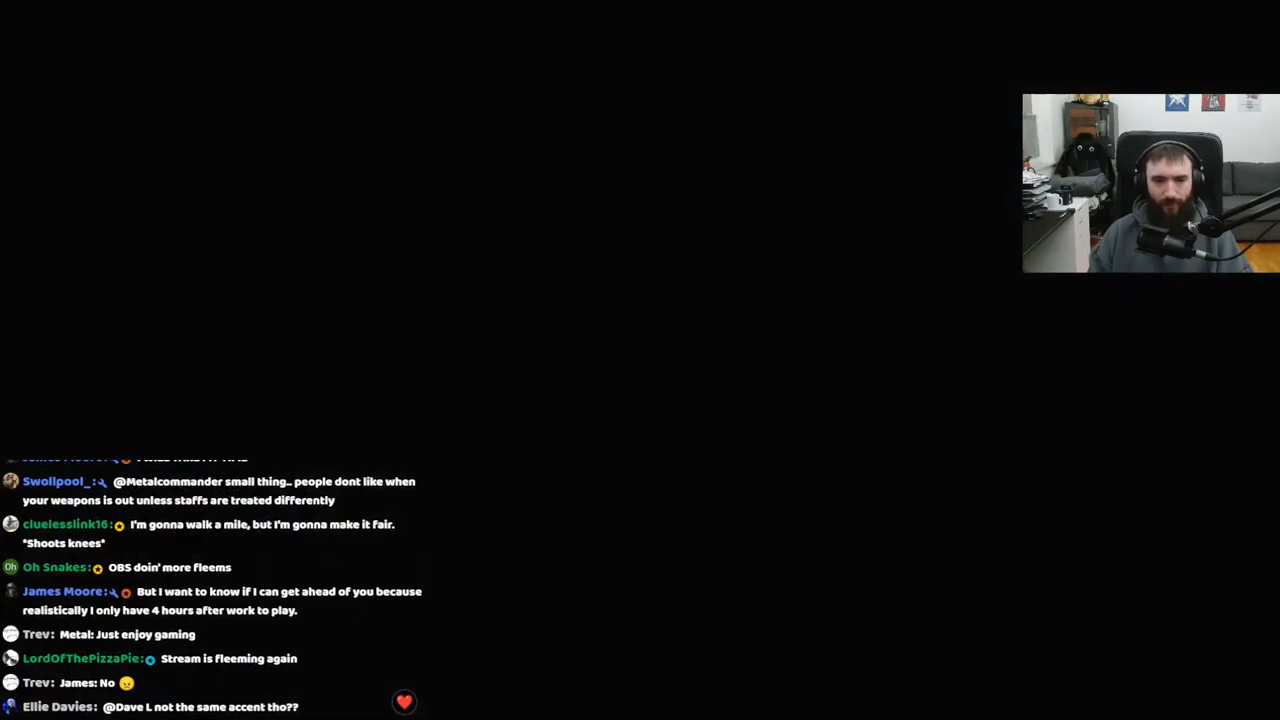 Swollpool_: @Metalcommander small thing.. people dont like when
your weapons is out unless staffs are treated differently
cluelesslink16: I'm gonna walk a mile, but I'm gonna make it fair.
*Shoots knees*
Oh Oh Snakes: OBS doin' more fleems
James Moore: But I want to know if I can get ahead of you because
realistically I only have 4 hours after work to play.
Trev: Metal: Just enjoy gaming
LordOfThePizzaPie: Stream is fleeming again
Trev: James: No 😠
Ellie Davies: @Dave L not the same accent tho??